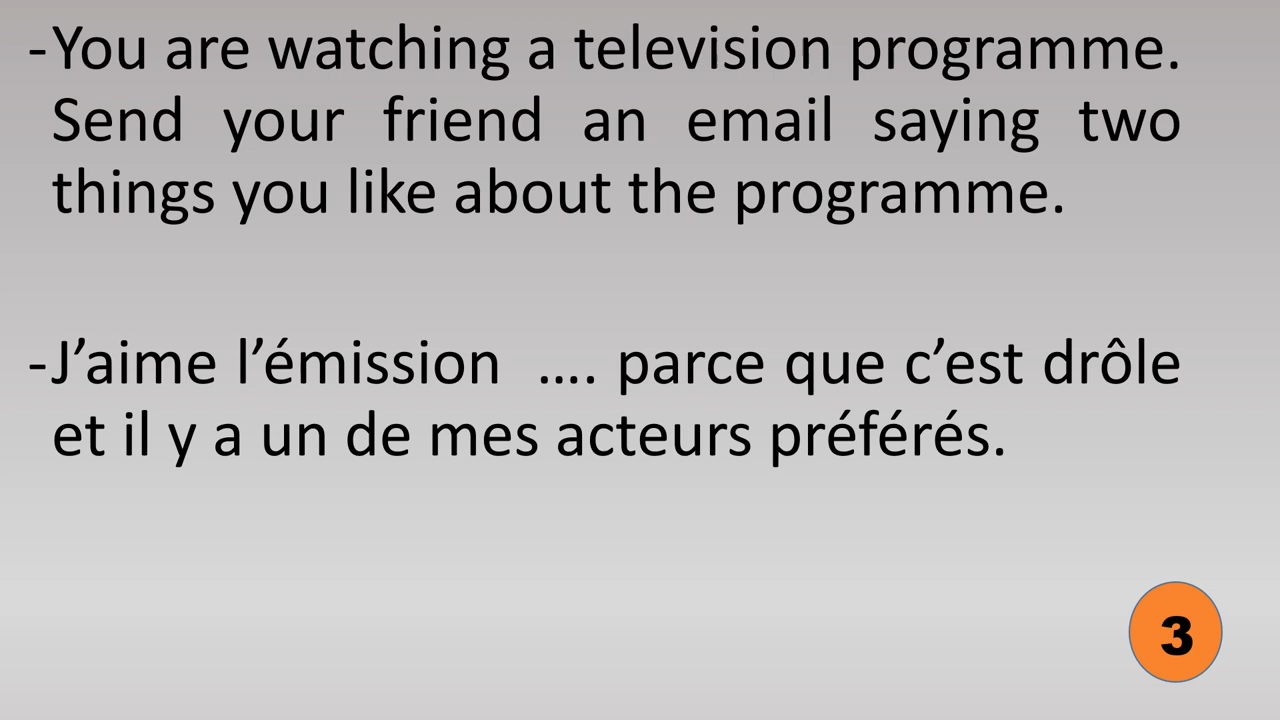 -You are watching a television programme.
Send your friend an email saying two
things you like about the programme.
-J’aime l’émission …. parce que c’est drôle
et il y a un de mes acteurs préférés.
3